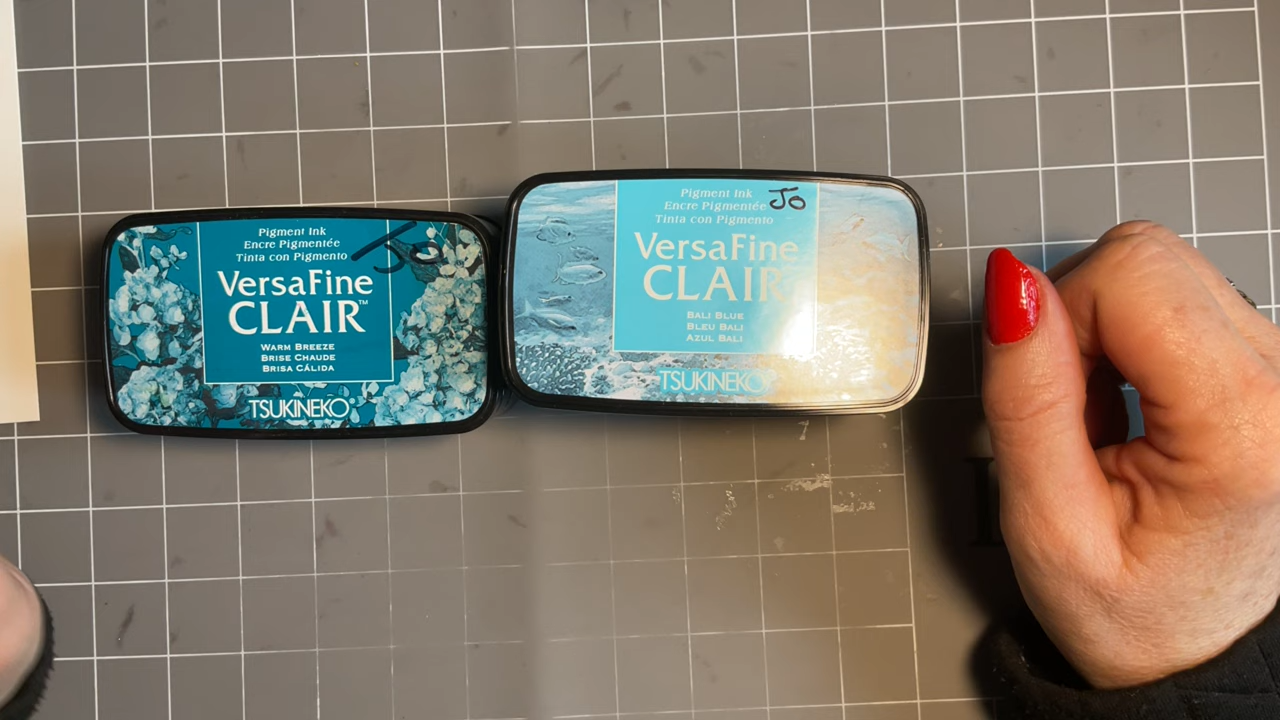 Pigment Ink
Encre Pigmentée
Tinta con Pigmento
Jo
VersaFine
CLAIR™
WARM BREEZE
BRISE CHAUDE
BRISA CÁLIDA
TSUKINEKO
Pigment Ink
Encre Pigmentée
Tinta con Pigmento
Jo
VersaFine
CLAIR
BALI BLUE
BLEU BALI
AZUL BALI
TSUKINEKO